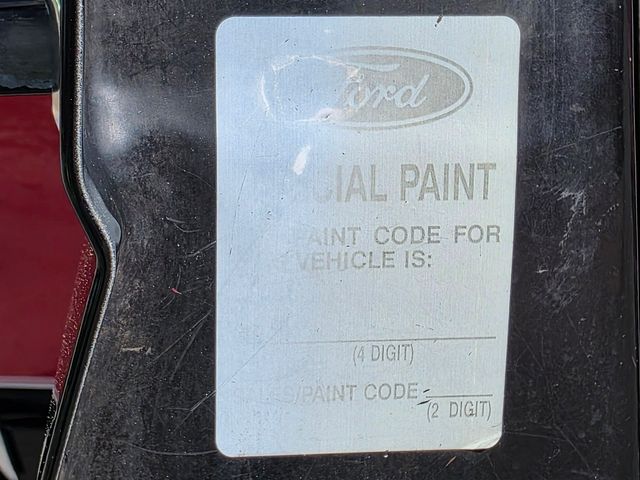 Ford
CIAL PAINT
PAINT CODE FOR
VEHICLE IS:
(4 DIGIT)
/PAINT CODE
(2 DIGIT)